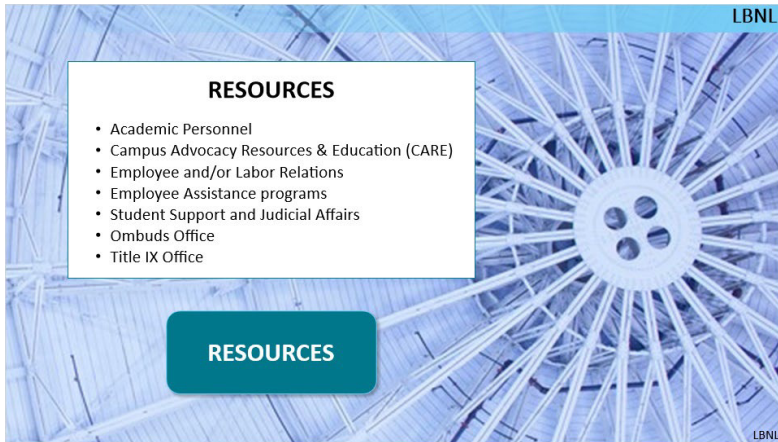 LBNL
RESOURCES
• Academic Personnel
• Campus Advocacy Resources & Education (CARE)
• Employee and/or Labor Relations
• Employee Assistance programs
• Student Support and Judicial Affairs
• Ombuds Office
• Title IX Office
RESOURCES
LBNL